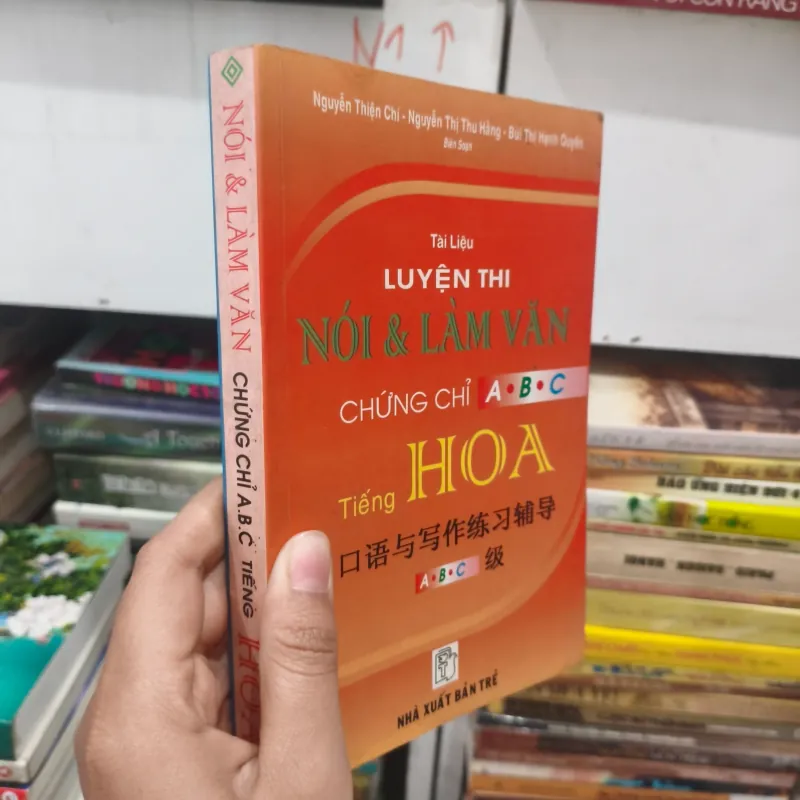 N1 ↑
NÓI & LÀM VĂN CHỨNG CHỈ A.B.C TIẾNG HOA
Nguyễn Thiện Chí - Nguyễn Thị Thu Hằng - Bùi Thị Hạnh Quyên
Biên Soạn
Tài Liệu
LUYỆN THI
NÓI & LÀM VĂN
CHỨNG CHỈ A•B•C
Tiếng HOA
口语与写作练习辅导
A•B•C 级
NHÀ XUẤT BẢN TRẺ